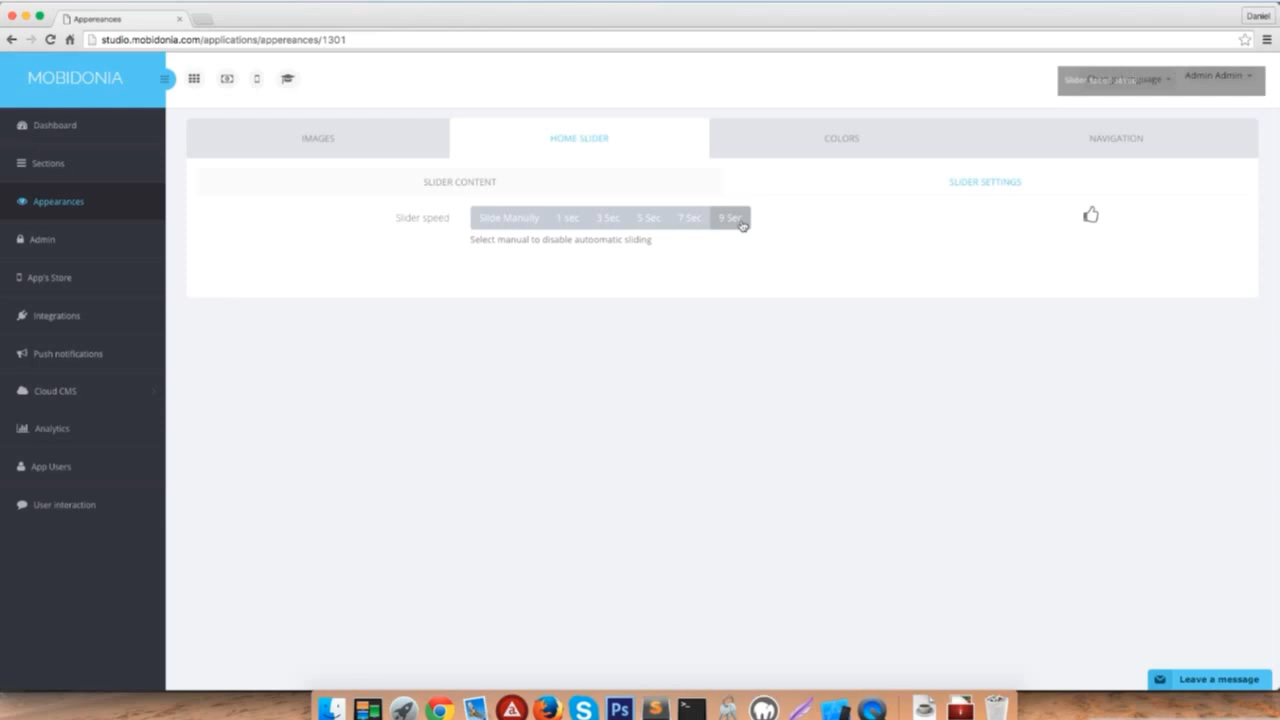 Appereances
Daniel
studio.mobidonia.com/applications/appereances/1301
MOBIDONIA
Admin Admin
Dashboard
Sections
Appearances
Admin
App's Store
Integrations
Push notifications
Cloud CMS
Analytics
App Users
User interaction
IMAGES
HOME SLIDER
COLORS
NAVIGATION
SLIDER CONTENT
SLIDER SETTINGS
Slider speed
Slide Manully
1 sec
3 Sec
5 Sec
7 Sec
9 Sec
Select manual to disable autoomatic sliding
Leave a message
Ps